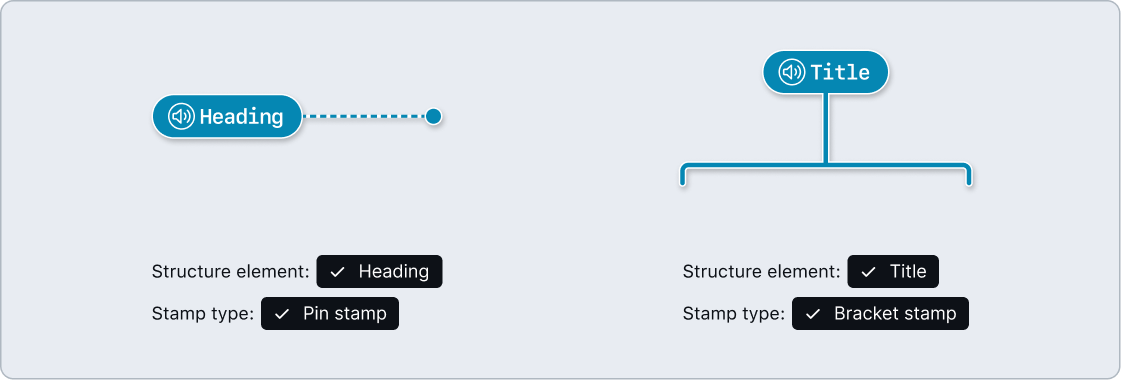 Heading
Structure element: Heading
Stamp type: Pin stamp
Title
Structure element: Title
Stamp type: Bracket stamp